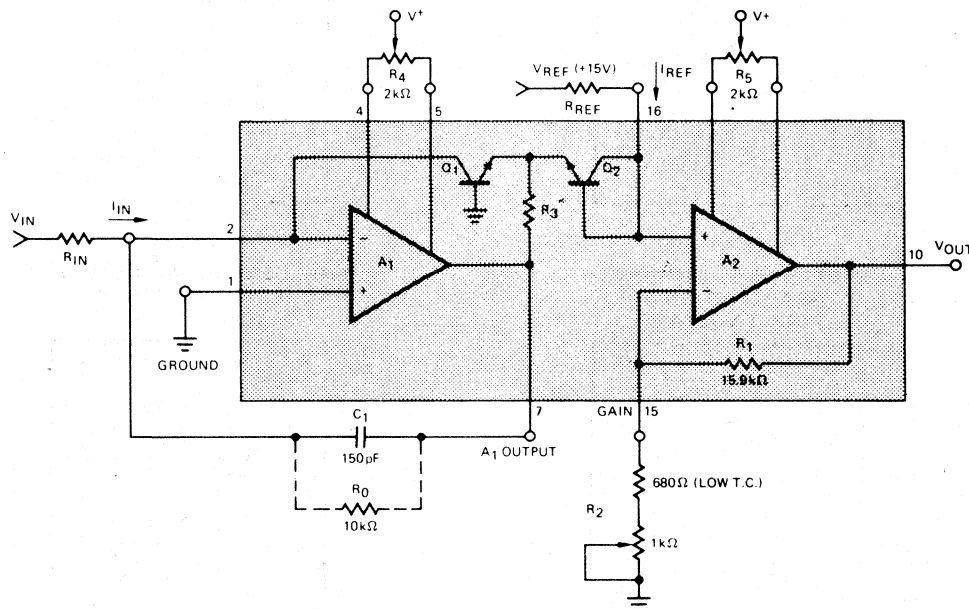 V+
V+
R4
2kΩ
VREF (+15V)
IREF
R5
2kΩ
RREF
4
5
16
Q1
Q2
R3
VIN
IIN
2
RIN
−
A1
+
+
A2
−
10
VOUT
1
R1
15.9kΩ
GROUND
7
GAIN
15
C1
150pF
A1 OUTPUT
680Ω (LOW T.C.)
R0
10kΩ
R2
1kΩ